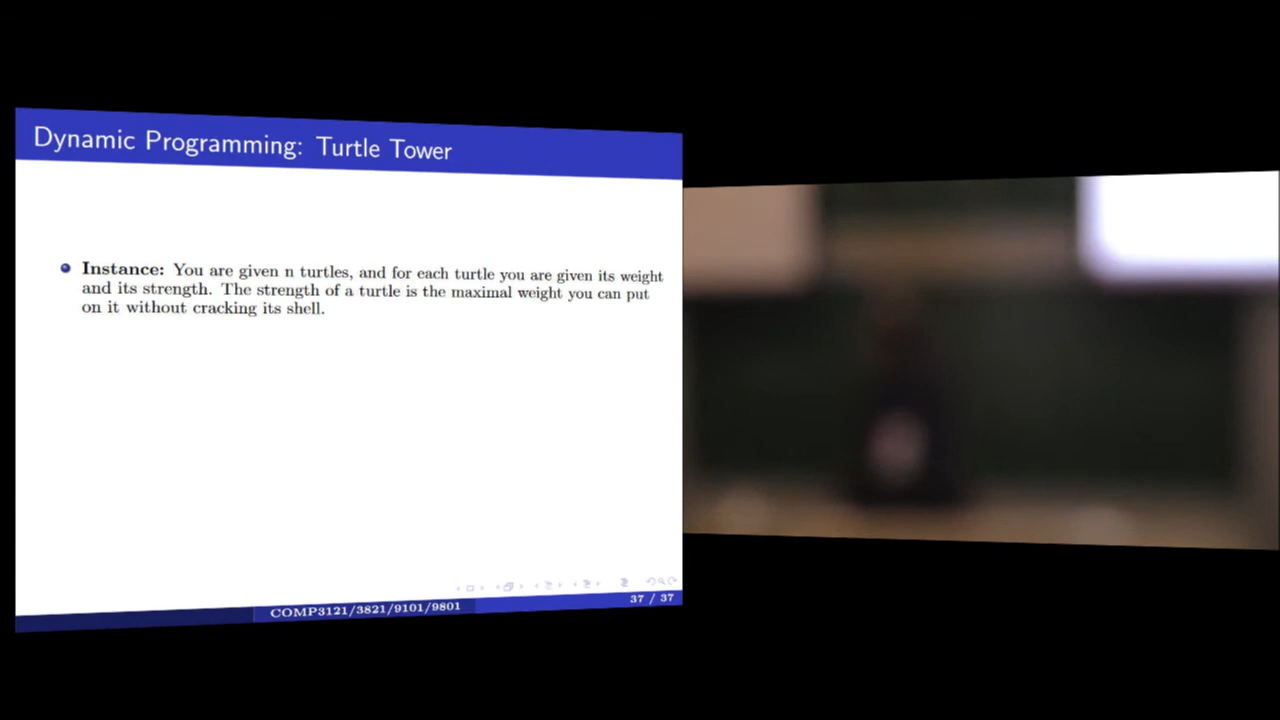 Dynamic Programming: Turtle Tower
Instance: You are given n turtles, and for each turtle you are given its weight
and its strength. The strength of a turtle is the maximal weight you can put
on it without cracking its shell.
COMP3121/3821/9101/9801
37 / 37